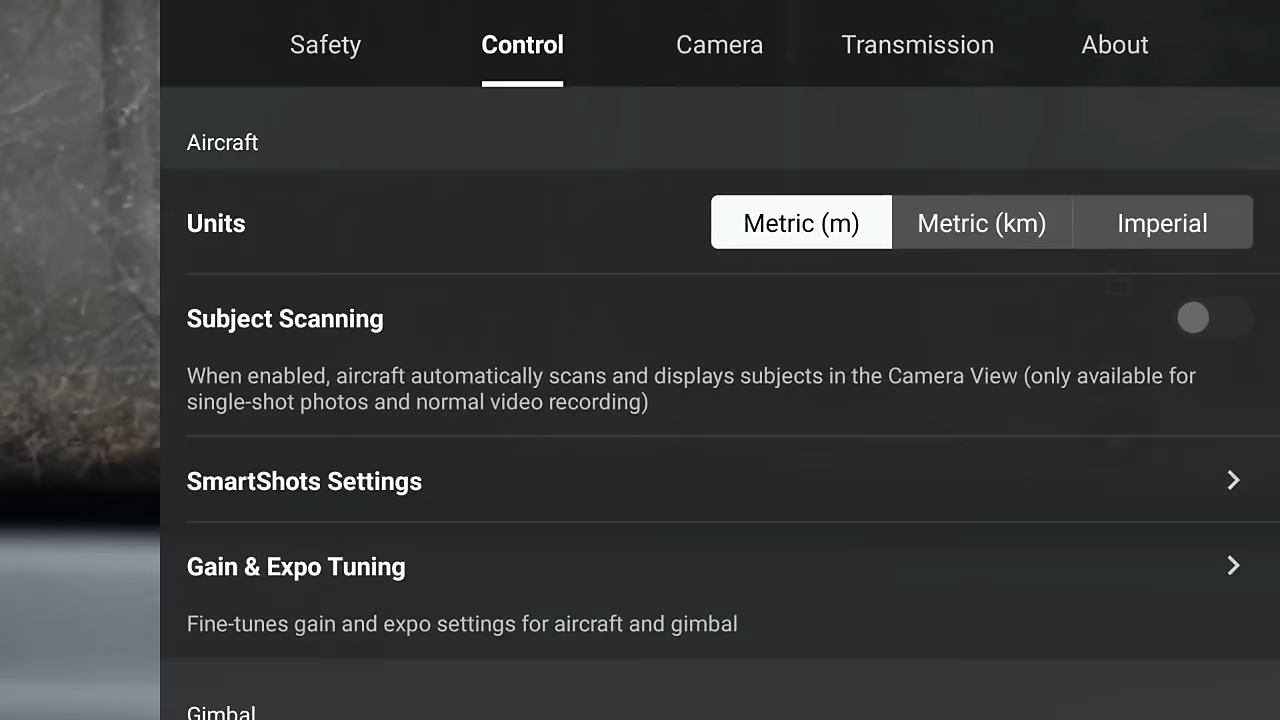 Safety Control Camera Transmission About
Aircraft
Units Metric (m) Metric (km) Imperial
Subject Scanning
When enabled, aircraft automatically scans and displays subjects in the Camera View (only available for
single-shot photos and normal video recording)
SmartShots Settings
Gain & Expo Tuning
Fine-tunes gain and expo settings for aircraft and gimbal
Gimbal